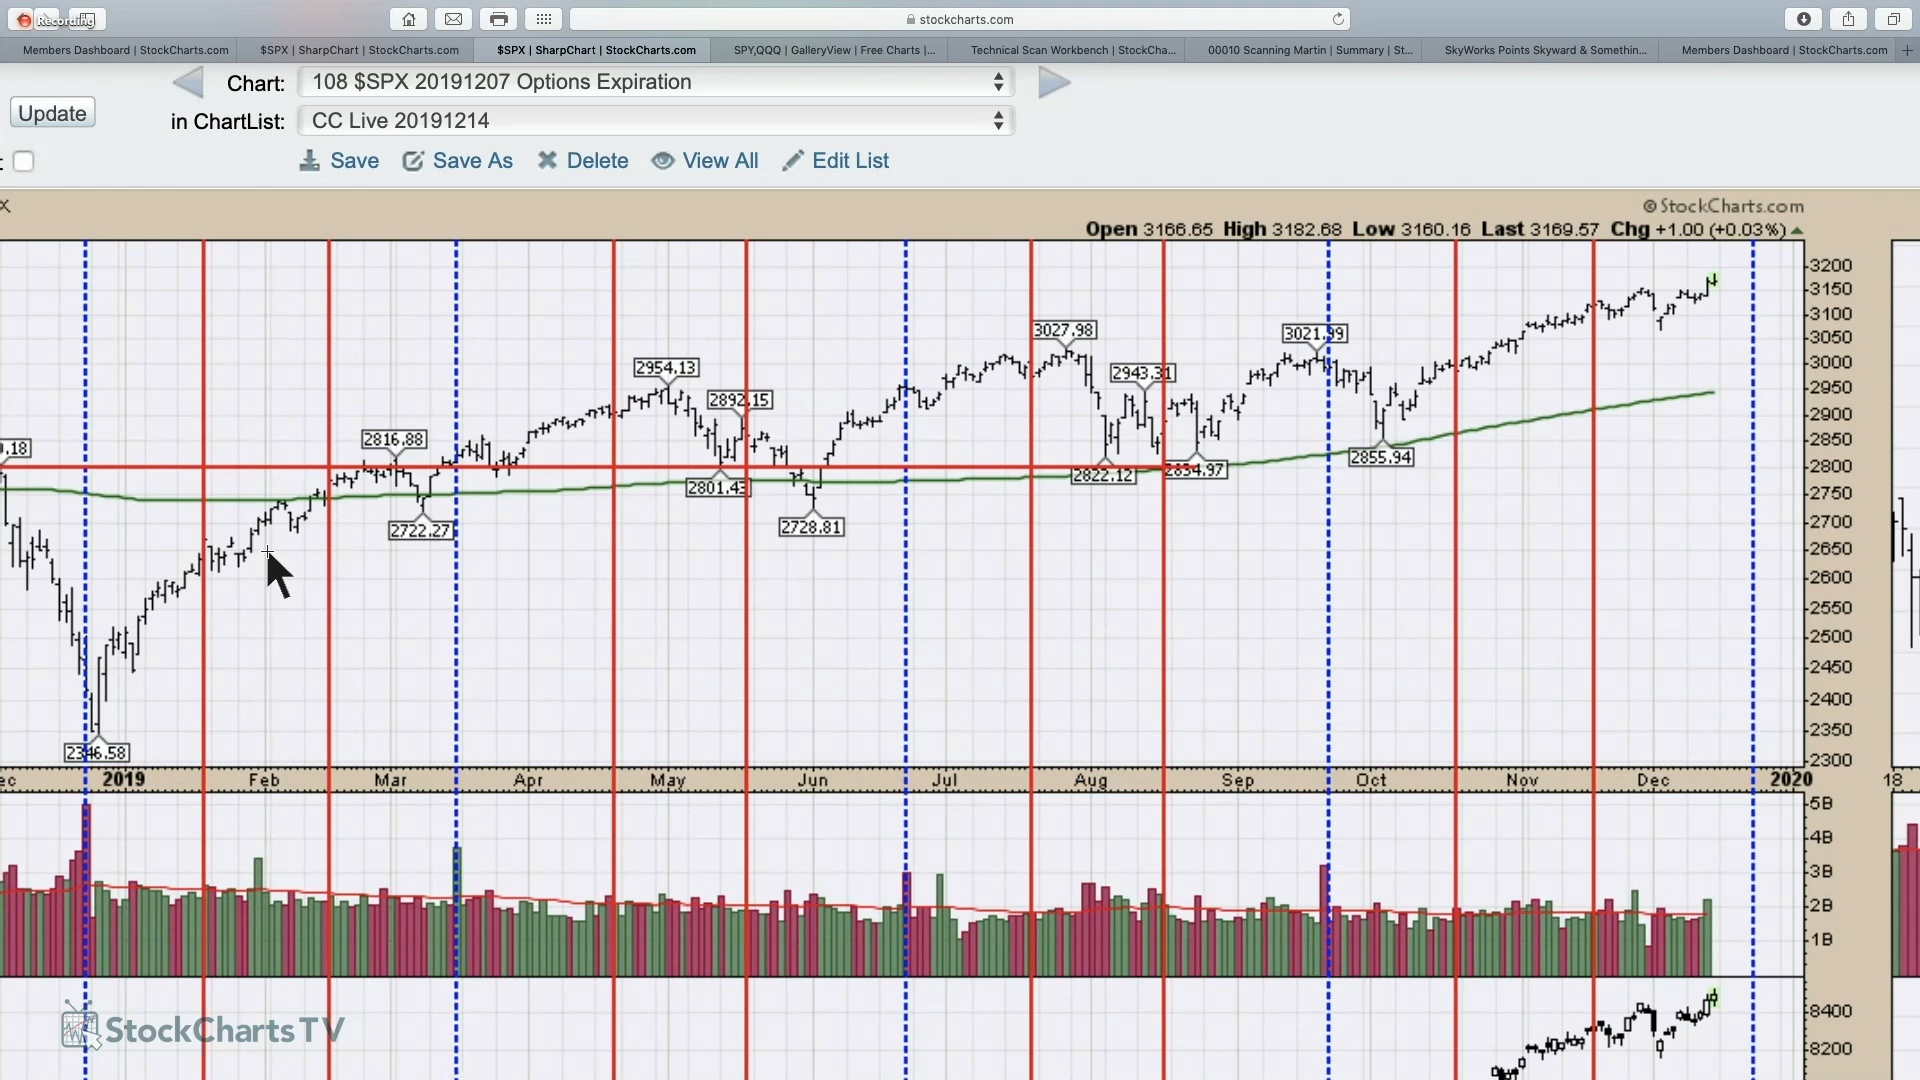 Recording
stockcharts.com
Members Dashboard | StockCharts.com
$SPX | SharpChart | StockCharts.com
$SPX | SharpChart | StockCharts.com
SPY,QQQ | GalleryView | Free Charts |...
Technical Scan Workbench | StockCha...
00010 Scanning Martin | Summary | St...
SkyWorks Points Skyward & Somethin...
Members Dashboard | StockCharts.com
Chart: 108 $SPX 20191207 Options Expiration
Update
in ChartList: CC Live 20191214
Save Save As Delete View All Edit List
© StockCharts.com
Open 3166.65 High 3182.68 Low 3160.16 Last 3169.57 Chg +1.00 (+0.03%)
3200
3150
3100
3050
3000
2950
2900
2850
2800
2750
2700
2650
2600
2550
2500
2450
2400
2350
2300
3027.98
3021.99
2954.13
2943.31
2892.15
2816.88
.18
2855.94
2834.97
2822.12
2801.43
2728.81
2722.27
2346.58
ec 2019 Feb Mar Apr May Jun Jul Aug Sep Oct Nov Dec 2020 18
5B
4B
3B
2B
1B
StockCharts TV
8400
8200